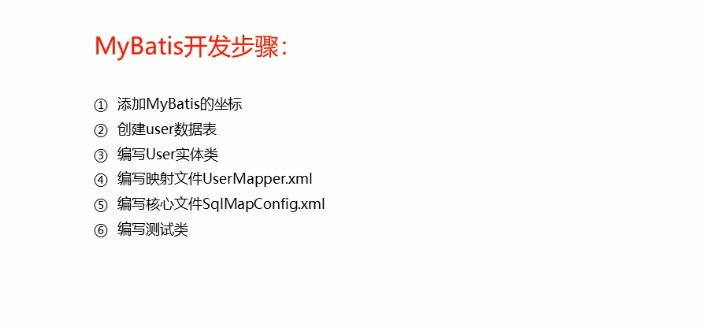 MyBatis开发步骤：
① 添加MyBatis的坐标
② 创建user数据表
③ 编写User实体类
④ 编写映射文件UserMapper.xml
⑤ 编写核心文件SqlMapConfig.xml
⑥ 编写测试类